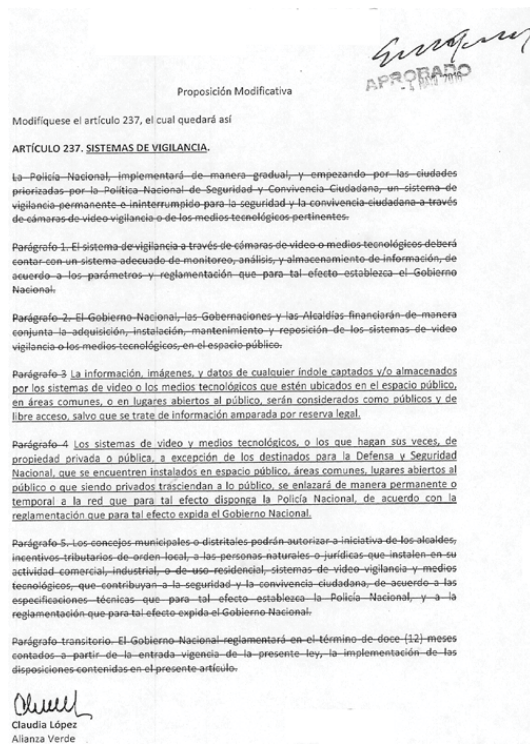 APROBADO
Proposición Modificativa
Modifíquese el artículo 237, el cual quedará así
ARTÍCULO 237. SISTEMAS DE VIGILANCIA.
La Policía Nacional, implementará de manera gradual, y empezando por las ciudades
priorizadas por la Política Nacional de Seguridad y Convivencia Ciudadana, un sistema de
vigilancia permanente e ininterrumpido para la seguridad y la convivencia ciudadana a través
de cámaras de video vigilancia o de los medios tecnológicos pertinentes.
Parágrafo 1. El sistema de vigilancia a través de cámaras de video o medios tecnológicos deberá
contar con un sistema adecuado de monitoreo, análisis, y almacenamiento de información, de
acuerdo a los parámetros y reglamentación que para tal efecto establezca el Gobierno
Nacional.
Parágrafo 2. El Gobierno Nacional, las Gobernaciones y las Alcaldías financiarán de manera
conjunta la adquisición, instalación, mantenimiento y reposición de los sistemas de video
vigilancia o los medios tecnológicos, en el espacio público.
Parágrafo 3 La información, imágenes, y datos de cualquier índole captados y/o almacenados
por los sistemas de video o los medios tecnológicos que estén ubicados en el espacio público,
en áreas comunes, o en lugares abiertos al público, serán considerados como públicos y de
libre acceso, salvo que se trate de información amparada por reserva legal.
Parágrafo 4 Los sistemas de video y medios tecnológicos, o los que hagan sus veces, de
propiedad privada o pública, a excepción de los destinados para la Defensa y Seguridad
Nacional, que se encuentren instalados en espacio público, áreas comunes, lugares abiertos al
público o que siendo privados trasciendan a lo público, se enlazará de manera permanente o
temporal a la red que para tal efecto disponga la Policía Nacional, de acuerdo con la
reglamentación que para tal efecto expida el Gobierno Nacional.
Parágrafo 5. Los concejos municipales o distritales podrán autorizar a iniciativa de los alcaldes,
incentivos tributarios de orden local, a las personas naturales o jurídicas que instalen en su
actividad comercial, industrial, o de uso residencial, sistemas de video vigilancia y medios
tecnológicos, que contribuyan a la seguridad y la convivencia ciudadana, de acuerdo a las
especificaciones técnicas que para tal efecto establezca la Policía Nacional, y a la
reglamentación que para tal efecto expida el Gobierno Nacional.
Parágrafo transitorio. El Gobierno Nacional reglamentará en el término de doce (12) meses
contados a partir de la entrada vigencia de la presente ley, la implementación de las
disposiciones contenidas en el presente artículo.
Claudia López
Alianza Verde